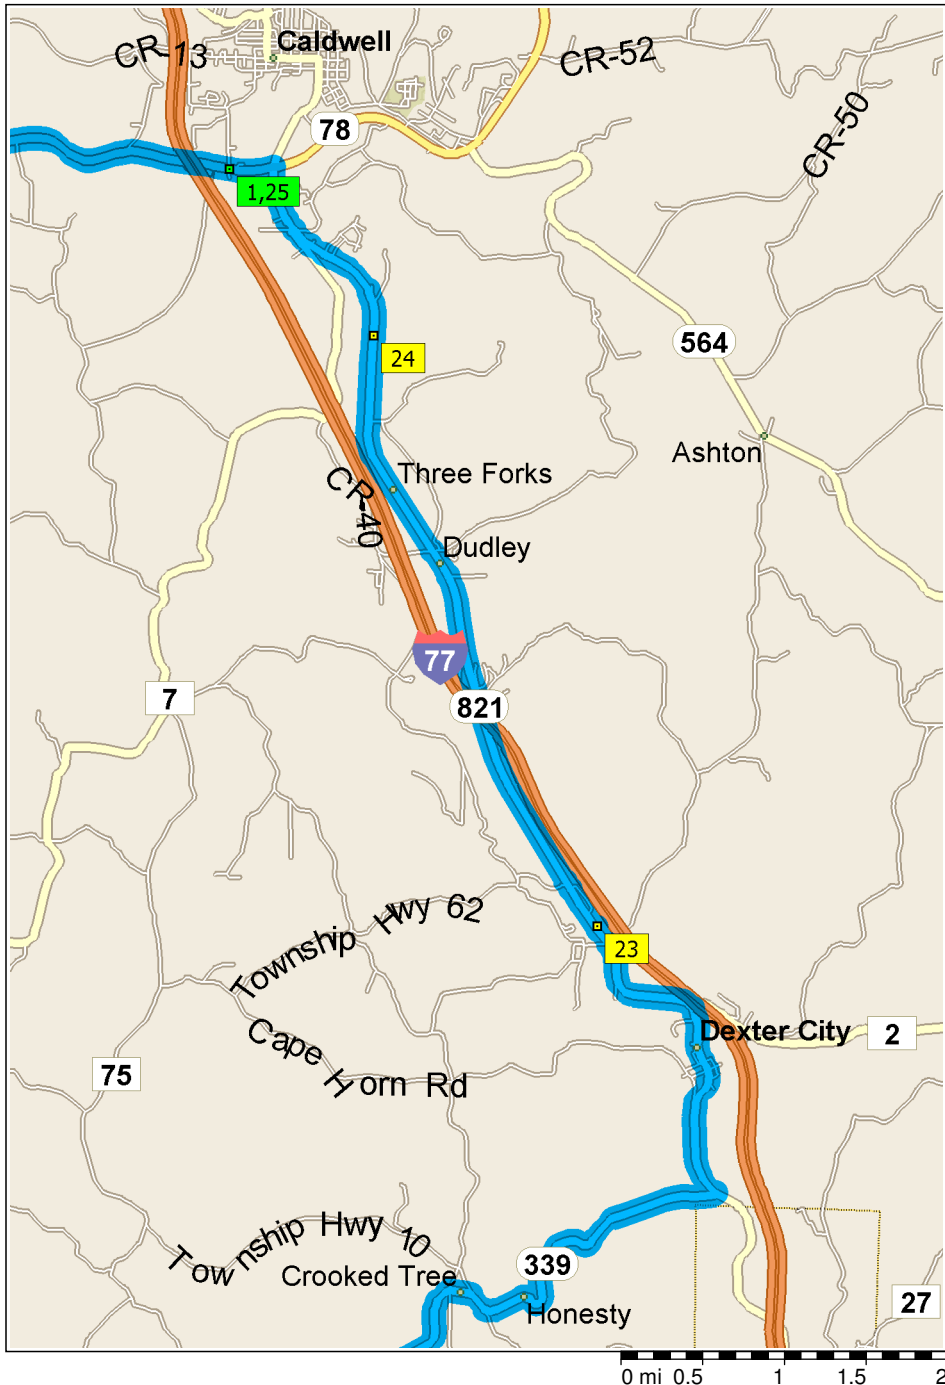 Caldwell
CR-13
CR-52
78
CR-50
1,25
564
24
Ashton
Three Forks
CR-40
Dudley
77
7
821
Township Hwy 62
23
Dexter City
2
Cape Horn Rd
75
Township Hwy 10
339
Crooked Tree
27
Honesty
0 mi 0.5 1 1.5 2